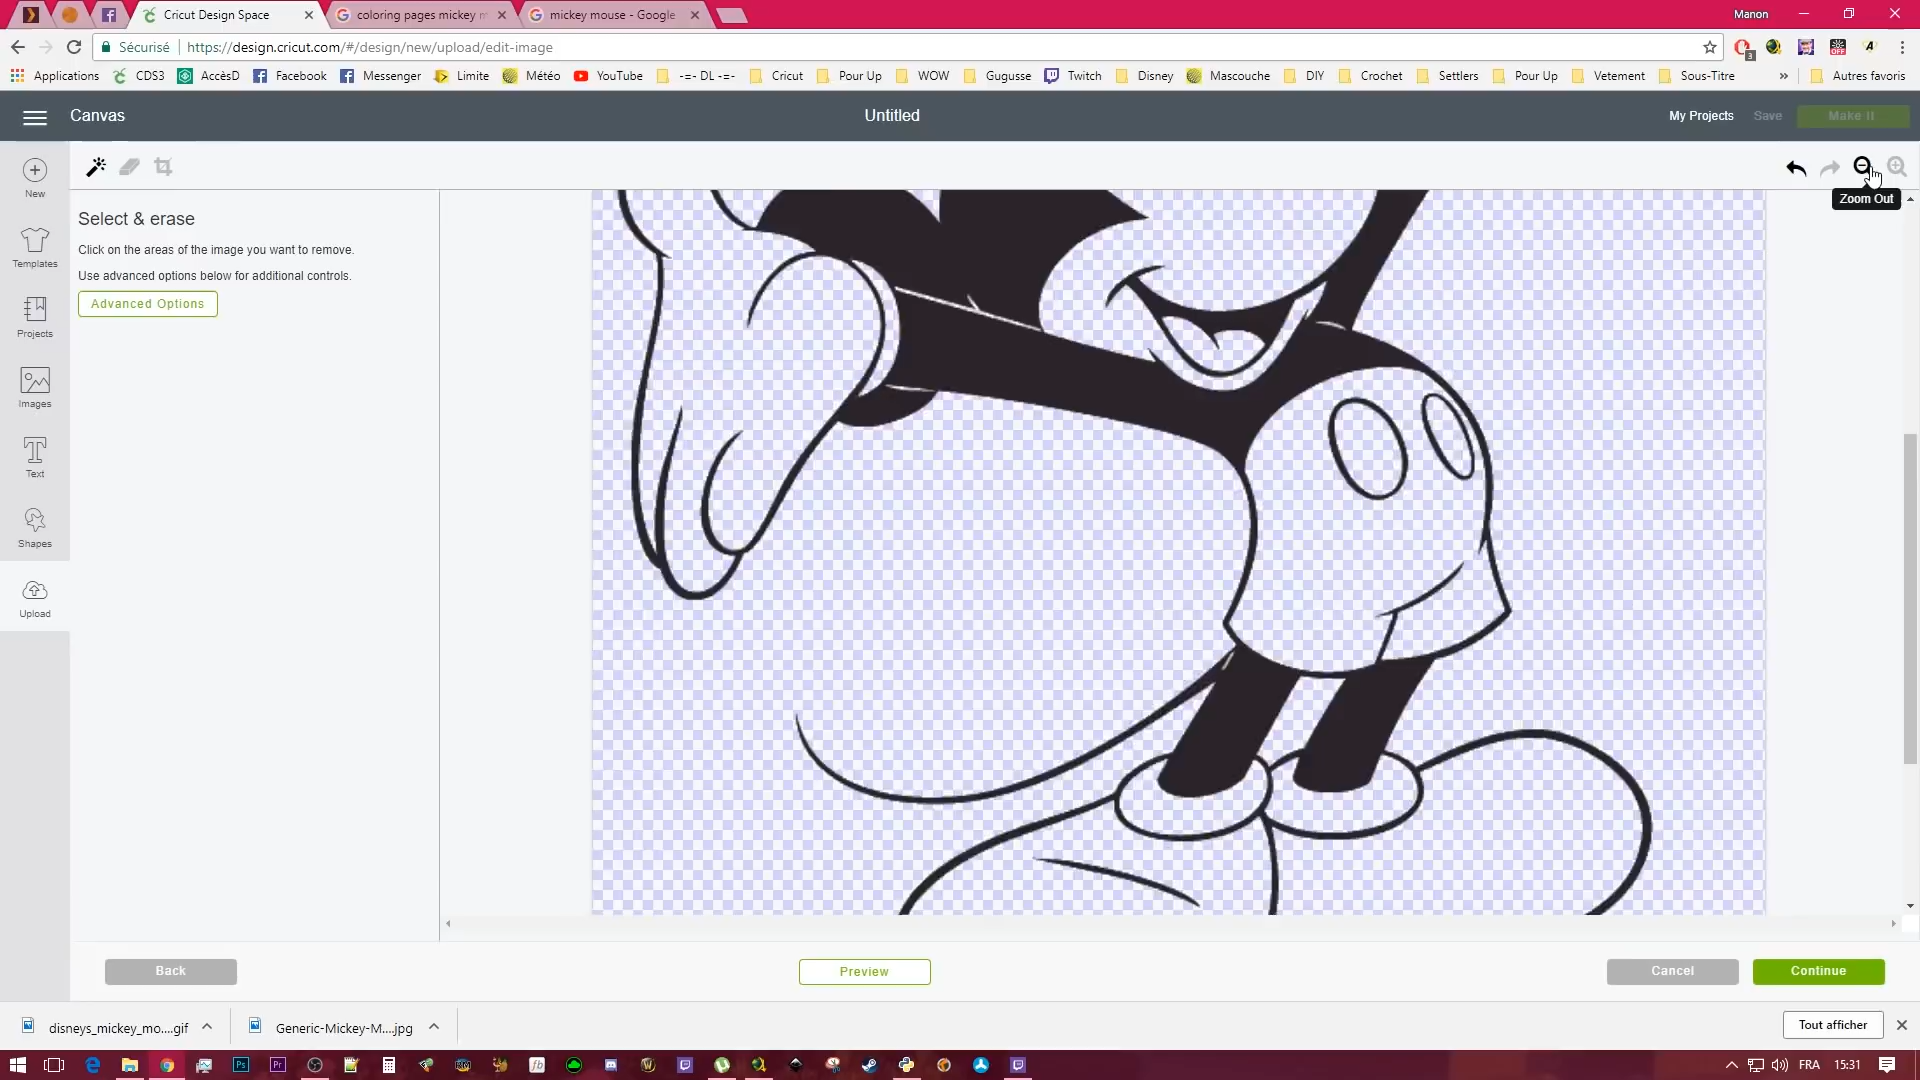 Cricut Design Space
coloring pages mickey m
mickey mouse - Google
Manon
Sécurisé
https://design.cricut.com/#/design/new/upload/edit-image
3
OFF
Applications
CDS3
AccèsD
Facebook
Messenger
Limite
Météo
YouTube
-=- DL -=-
Cricut
Pour Up
WOW
Gugusse
Twitch
Disney
Mascouche
DIY
Crochet
Settlers
Pour Up
Vetement
Sous-Titre
»
Autres favoris
Canvas
Untitled
My Projects
Save
Make It
Zoom Out
New
Templates
Projects
Images
Text
Shapes
Upload
Select & erase
Click on the areas of the image you want to remove.
Use advanced options below for additional controls.
Advanced Options
Back
Preview
Cancel
Continue
disneys_mickey_mo....gif
Generic-Mickey-M....jpg
Tout afficher
FRA
15:31